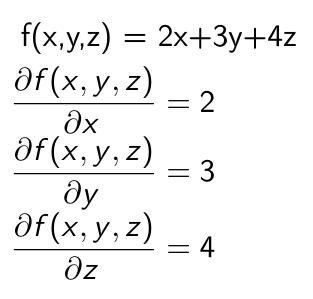 f(x,y,z) = 2x+3y+4z
∂f(x, y, z)
∂x
= 2
∂f(x, y, z)
∂y
= 3
∂f(x, y, z)
∂z
= 4